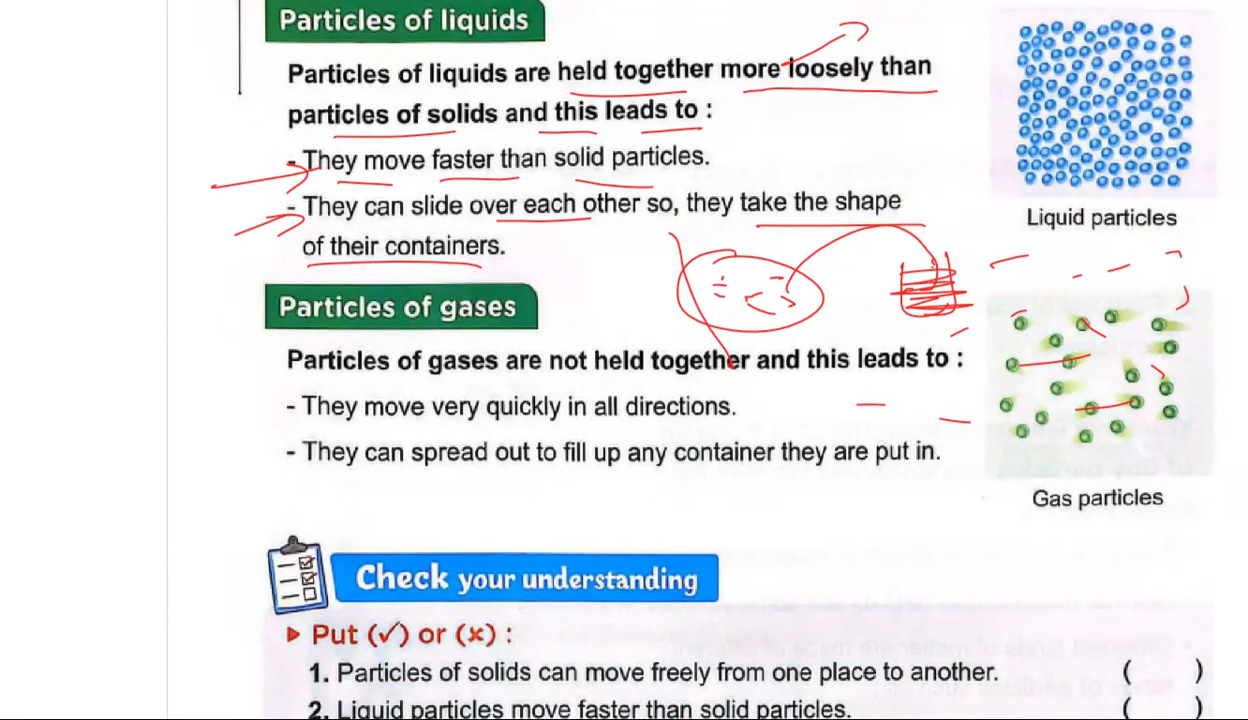 Particles of liquids
Particles of liquids are held together more loosely than
particles of solids and this leads to :
- They move faster than solid particles.
- They can slide over each other so, they take the shape
of their containers.
Liquid particles
Particles of gases
Particles of gases are not held together and this leads to :
- They move very quickly in all directions.
- They can spread out to fill up any container they are put in.
Gas particles
Check your understanding
Put (✓) or (×) :
1. Particles of solids can move freely from one place to another. ( )
2. Liquid particles move faster than solid particles. ( )